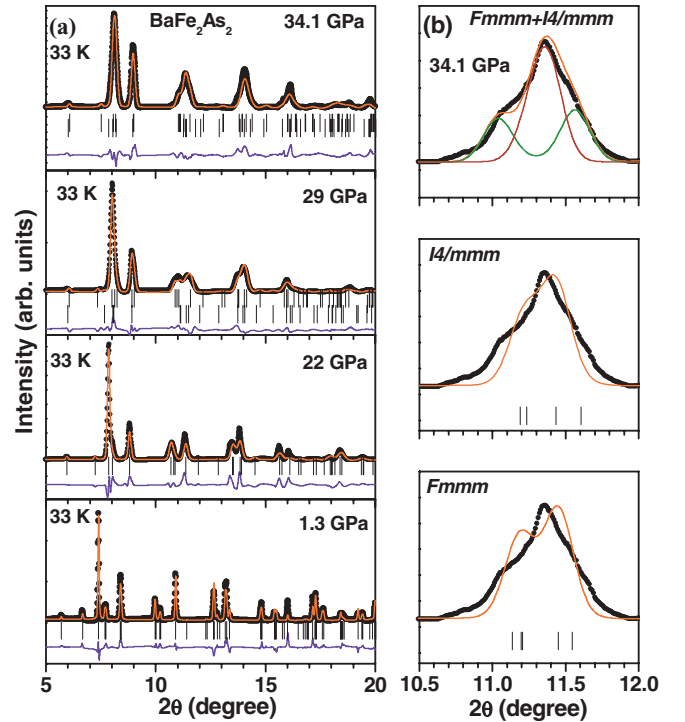 (a) BaFe2As2 34.1 GPa
33 K
33 K 29 GPa
33 K 22 GPa
33 K 1.3 GPa
Intensity (arb. units)
5 10 15 20
2θ (degree)
(b) Fmmm+I4/mmm
34.1 GPa
I4/mmm
Fmmm
10.5 11.0 11.5 12.0
2θ (degree)